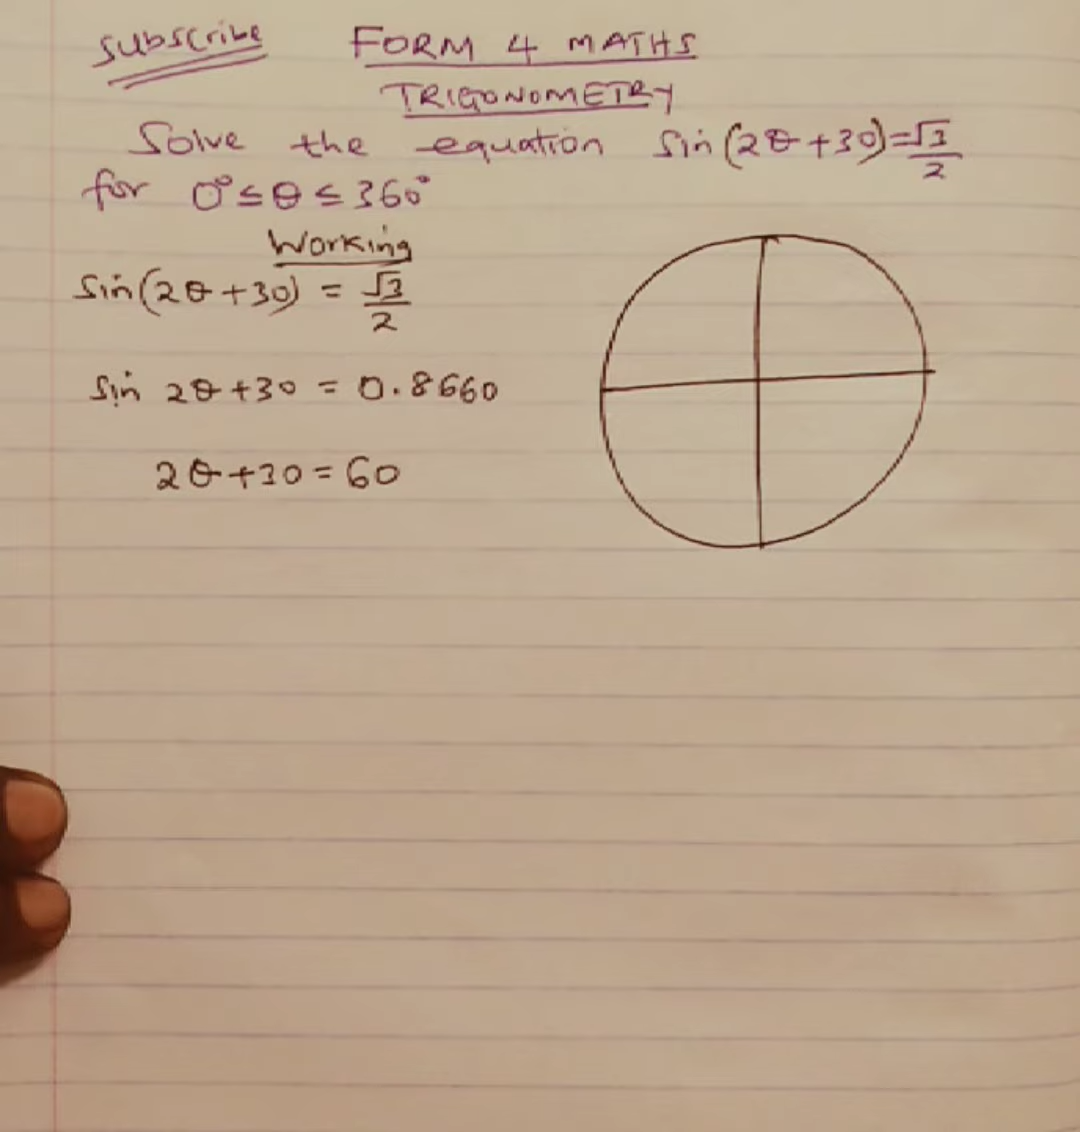 Subscribe FORM 4 MATHS
TRIGONOMETRY
Solve the equation Sin(2θ+30)=√3/2
for 0°≤θ≤360°
Working
Sin(2θ+30) = √3/2
Sin 2θ+30 = 0.8660
2θ+30=60